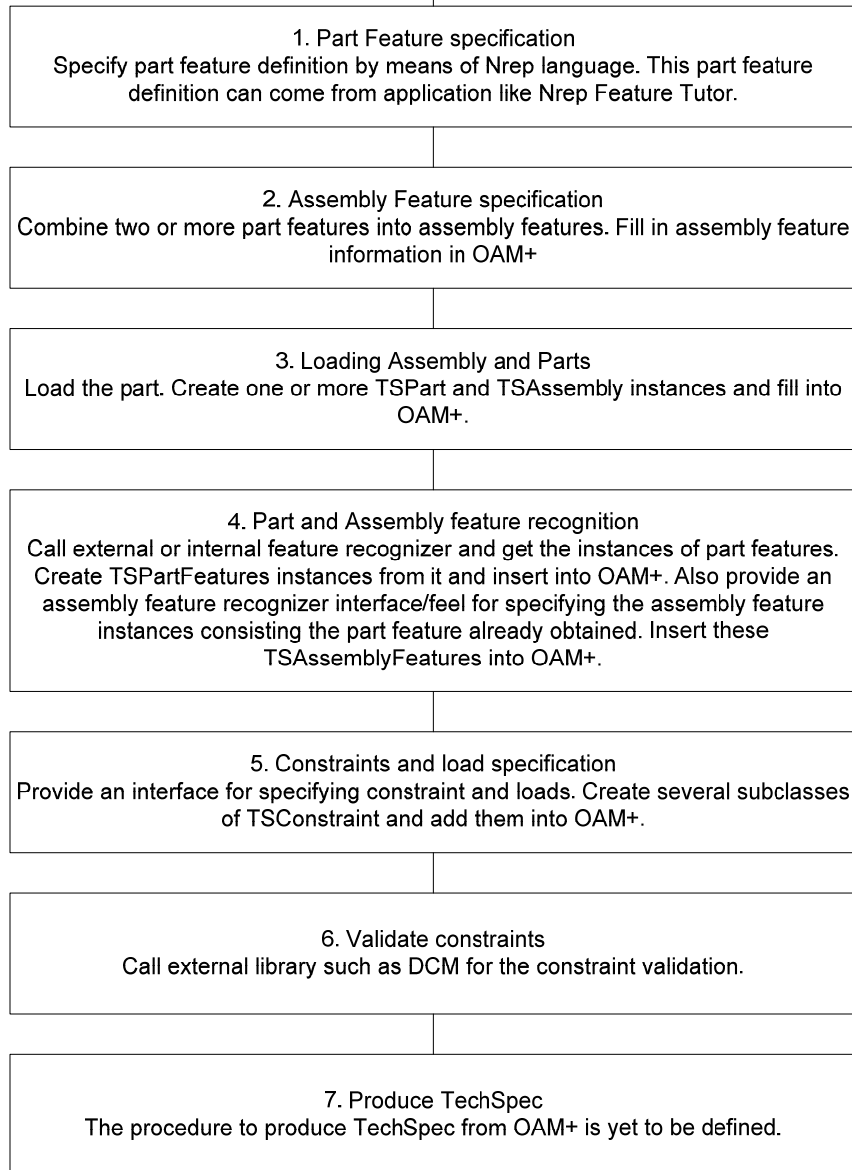 1. Part Feature specification
Specify part feature definition by means of Nrep language. This part feature
definition can come from application like Nrep Feature Tutor.
2. Assembly Feature specification
Combine two or more part features into assembly features. Fill in assembly feature
information in OAM+
3. Loading Assembly and Parts
Load the part. Create one or more TSPart and TSAssembly instances and fill into
OAM+.
4. Part and Assembly feature recognition
Call external or internal feature recognizer and get the instances of part features.
Create TSPartFeatures instances from it and insert into OAM+. Also provide an
assembly feature recognizer interface/feel for specifying the assembly feature
instances consisting the part feature already obtained. Insert these
TSAssemblyFeatures into OAM+.
5. Constraints and load specification
Provide an interface for specifying constraint and loads. Create several subclasses
of TSConstraint and add them into OAM+.
6. Validate constraints
Call external library such as DCM for the constraint validation.
7. Produce TechSpec
The procedure to produce TechSpec from OAM+ is yet to be defined.